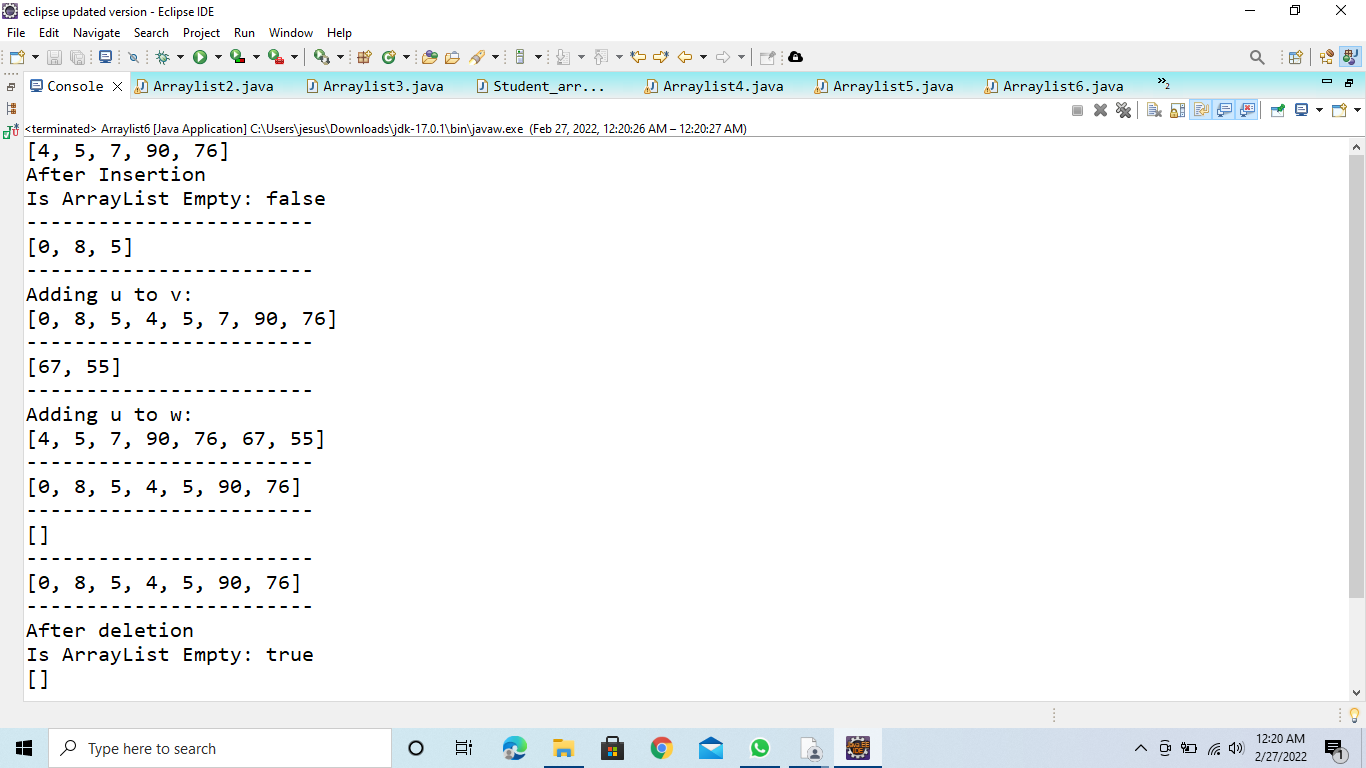 eclipse updated version - Eclipse IDE
File Edit Navigate Search Project Run Window Help
Console Arraylist2.java Arraylist3.java Student_arr... Arraylist4.java Arraylist5.java Arraylist6.java »2
<terminated> Arraylist6 [Java Application] C:\Users\jesus\Downloads\jdk-17.0.1\bin\javaw.exe (Feb 27, 2022, 12:20:26 AM – 12:20:27 AM)
[4, 5, 7, 90, 76]
After Insertion
Is ArrayList Empty: false
------------------------
[0, 8, 5]
------------------------
Adding u to v:
[0, 8, 5, 4, 5, 7, 90, 76]
------------------------
[67, 55]
------------------------
Adding u to w:
[4, 5, 7, 90, 76, 67, 55]
------------------------
[0, 8, 5, 4, 5, 90, 76]
------------------------
[]
------------------------
[0, 8, 5, 4, 5, 90, 76]
------------------------
After deletion
Is ArrayList Empty: true
[]
Type here to search
12:20 AM
2/27/2022
1